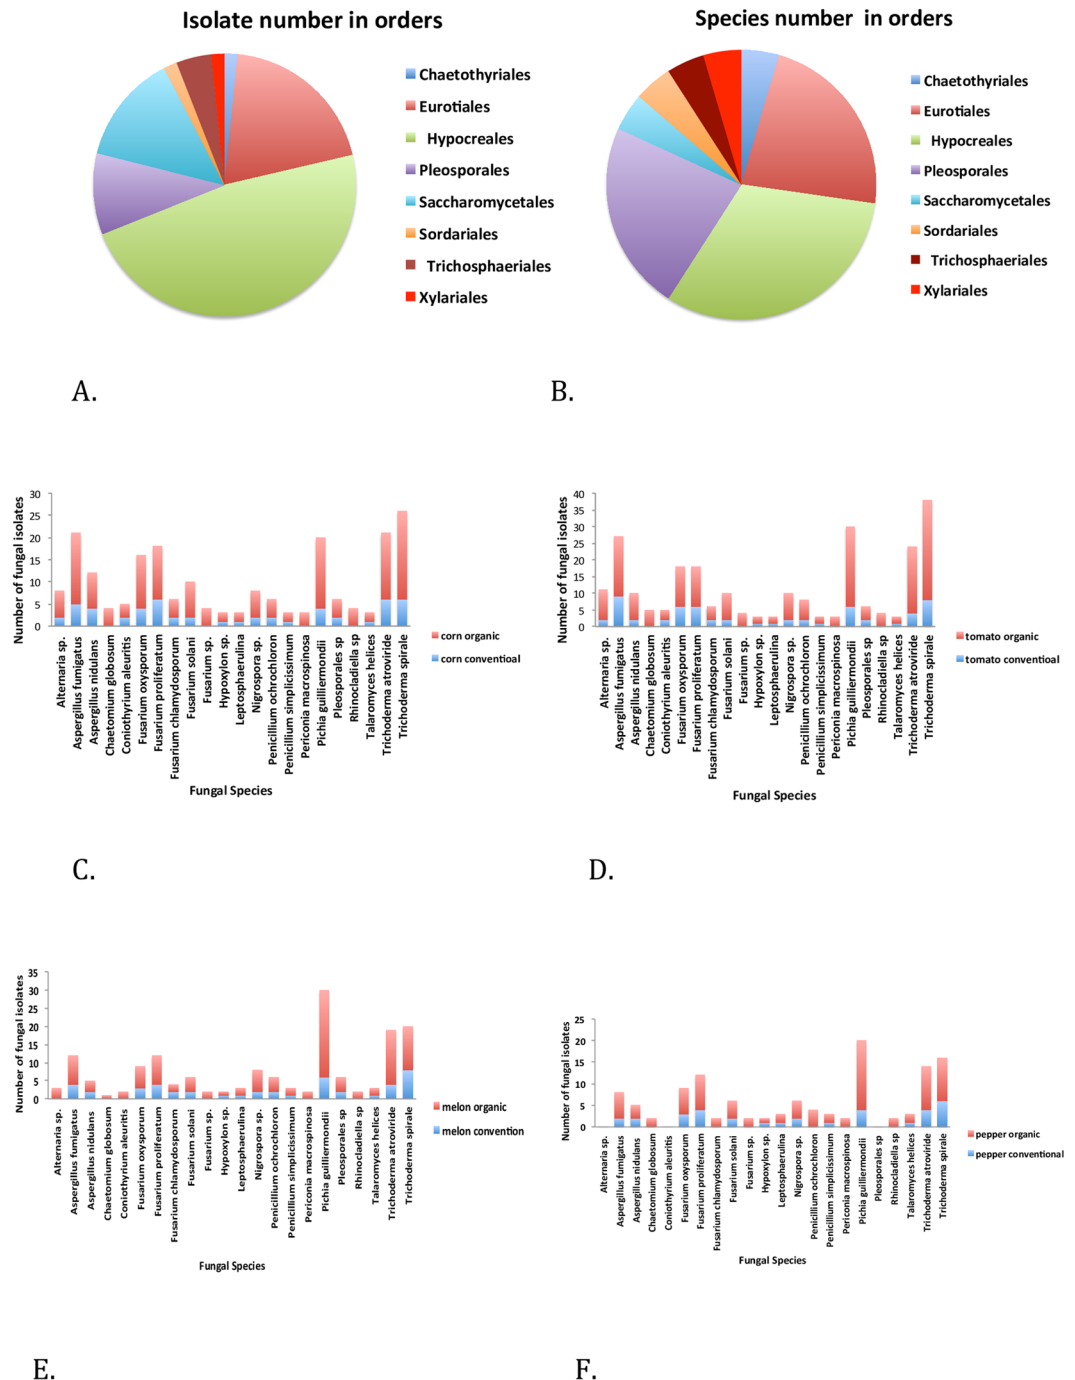 Isolate number in orders
Chaetothyriales
Eurotiales
Hypocreales
Pleosporales
Saccharomycetales
Sordariales
Trichosphaeriales
Xylariales
A.
Species number in orders
Chaetothyriales
Eurotiales
Hypocreales
Pleosporales
Saccharomycetales
Sordariales
Trichosphaeriales
Xylariales
B.
Number of fungal isolates
30
25
20
15
10
5
0
Alternaria sp.
Aspergillus fumigatus
Aspergillus nidulans
Chaetomium globosum
Coniothyrium aleuritis
Fusarium oxysporum
Fusarium proliferatum
Fusarium chlamydosporum
Fusarium solani
Fusarium sp.
Hypoxylon sp.
Leptosphaerulina
Nigrospora sp.
Penicillum ochrochloron
Penicillum simplicissimum
Periconia macrospinosa
Pichia guilliermondii
Pleosporales sp
Rhinocladiella sp
Talaromyces helices
Trichoderma atroviride
Trichoderma spirale
Fungal Species
corn organic
corn conventioal
C.
Number of fungal isolates
40
35
30
25
20
15
10
5
0
Alternaria sp.
Aspergillus fumigatus
Aspergillus nidulans
Chaetomium globosum
Coniothyrium aleuritis
Fusarium oxysporum
Fusarium proliferatum
Fusarium chlamydosporum
Fusarium solani
Fusarium sp.
Hypoxylon sp.
Leptosphaerulina
Nigrospora sp.
Penicillum ochrochloron
Penicillum simplicissimum
Periconia macrospinosa
Pichia guilliermondii
Pleosporales sp
Rhinocladiella sp
Talaromyces helices
Trichoderma atroviride
Trichoderma spirale
Fungal Species
tomato organic
tomato conventioal
D.
Number of fungal isolates
35
30
25
20
15
10
5
0
Alternaria sp.
Aspergillus fumigatus
Aspergillus nidulans
Chaetomium globosum
Coniothyrium aleuritis
Fusarium oxysporum
Fusarium proliferatum
Fusarium chlamydosporum
Fusarium solani
Fusarium sp.
Hypoxylon sp.
Leptosphaerulina
Nigrospora sp.
Penicillum ochrochloron
Penicillum simplicissimum
Periconia macrospinosa
Pichia guilliermondii
Pleosporales sp
Rhinocladiella sp
Talaromyces helices
Trichoderma atroviride
Trichoderma spirale
Fungal Species
melon organic
melon convention
E.
Number of fungal isolates
25
20
15
10
5
0
Alternaria sp.
Aspergillus fumigatus
Aspergillus nidulans
Chaetomium globosum
Coniothyrium aleuritis
Fusarium oxysporum
Fusarium proliferatum
Fusarium chlamydosporum
Fusarium solani
Fusarium sp.
Hypoxylon sp.
Leptosphaerulina
Nigrospora sp.
Penicillum ochrochloron
Penicillum simplicissimum
Periconia macrospinosa
Pichia guilliermondii
Pleosporales sp
Rhinocladiella sp
Talaromyces helices
Trichoderma atroviride
Trichoderma spirale
Fungal Species
pepper organic
pepper conventional
F.